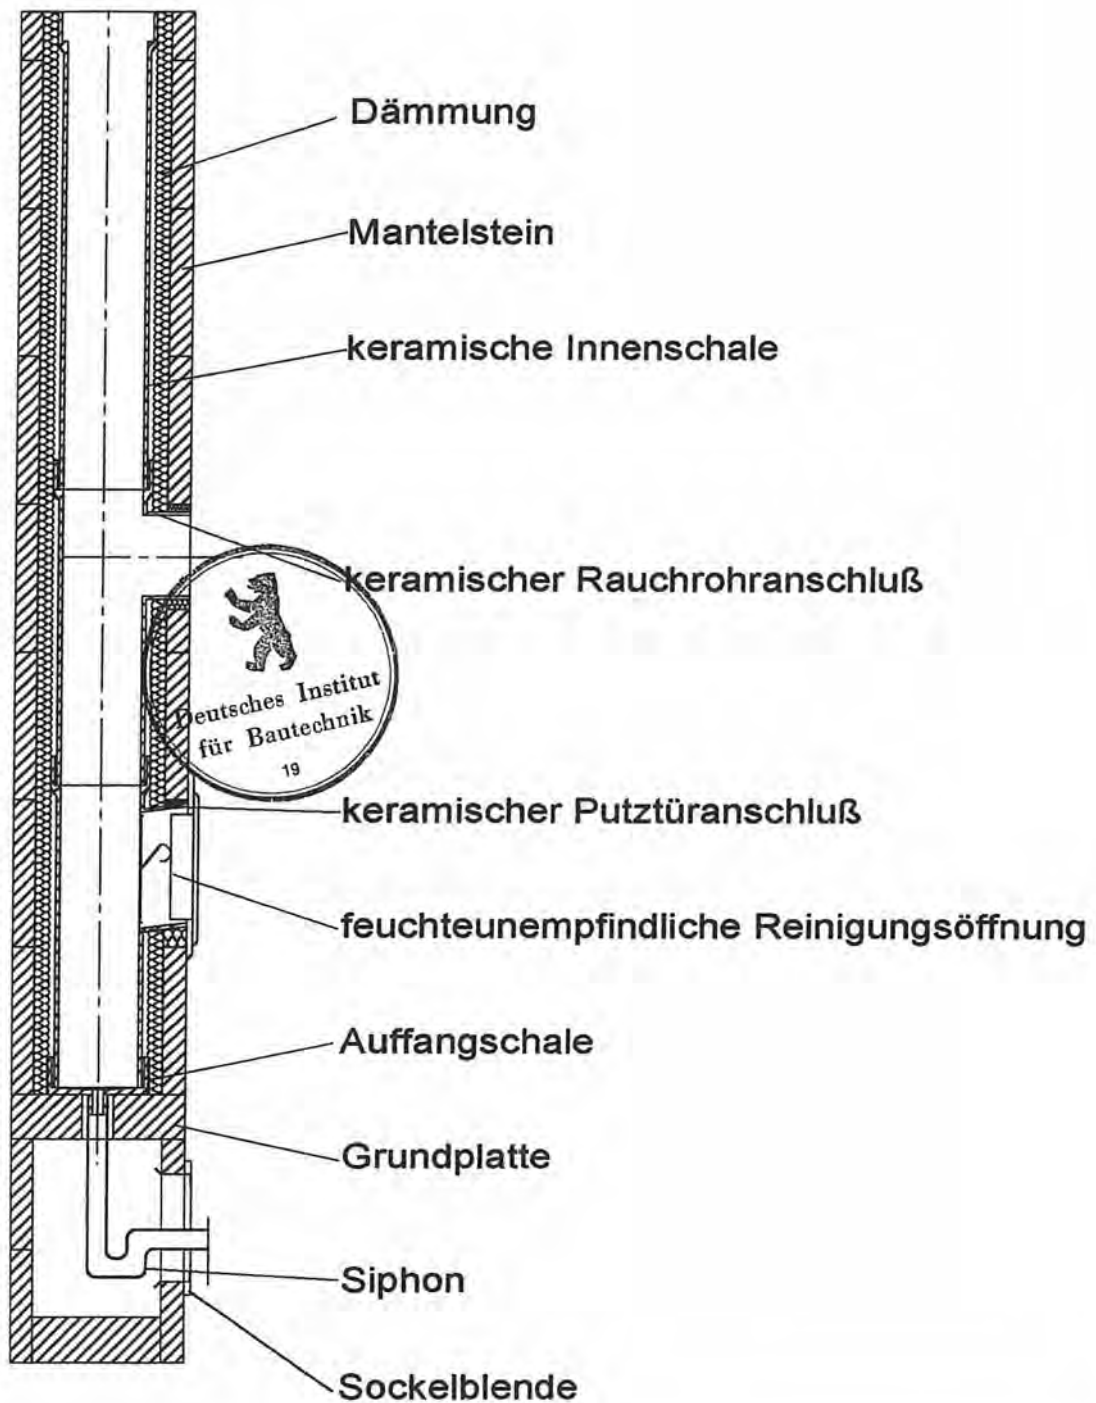 Dämmung
Mantelstein
keramische Innenschale
keramischer Rauchrohranschluß
Deutsches Institut
für Bautechnik
19
keramischer Putztüranschluß
feuchteunempfindliche Reinigungsöffnung
Auffangschale
Grundplatte
Siphon
Sockelblende